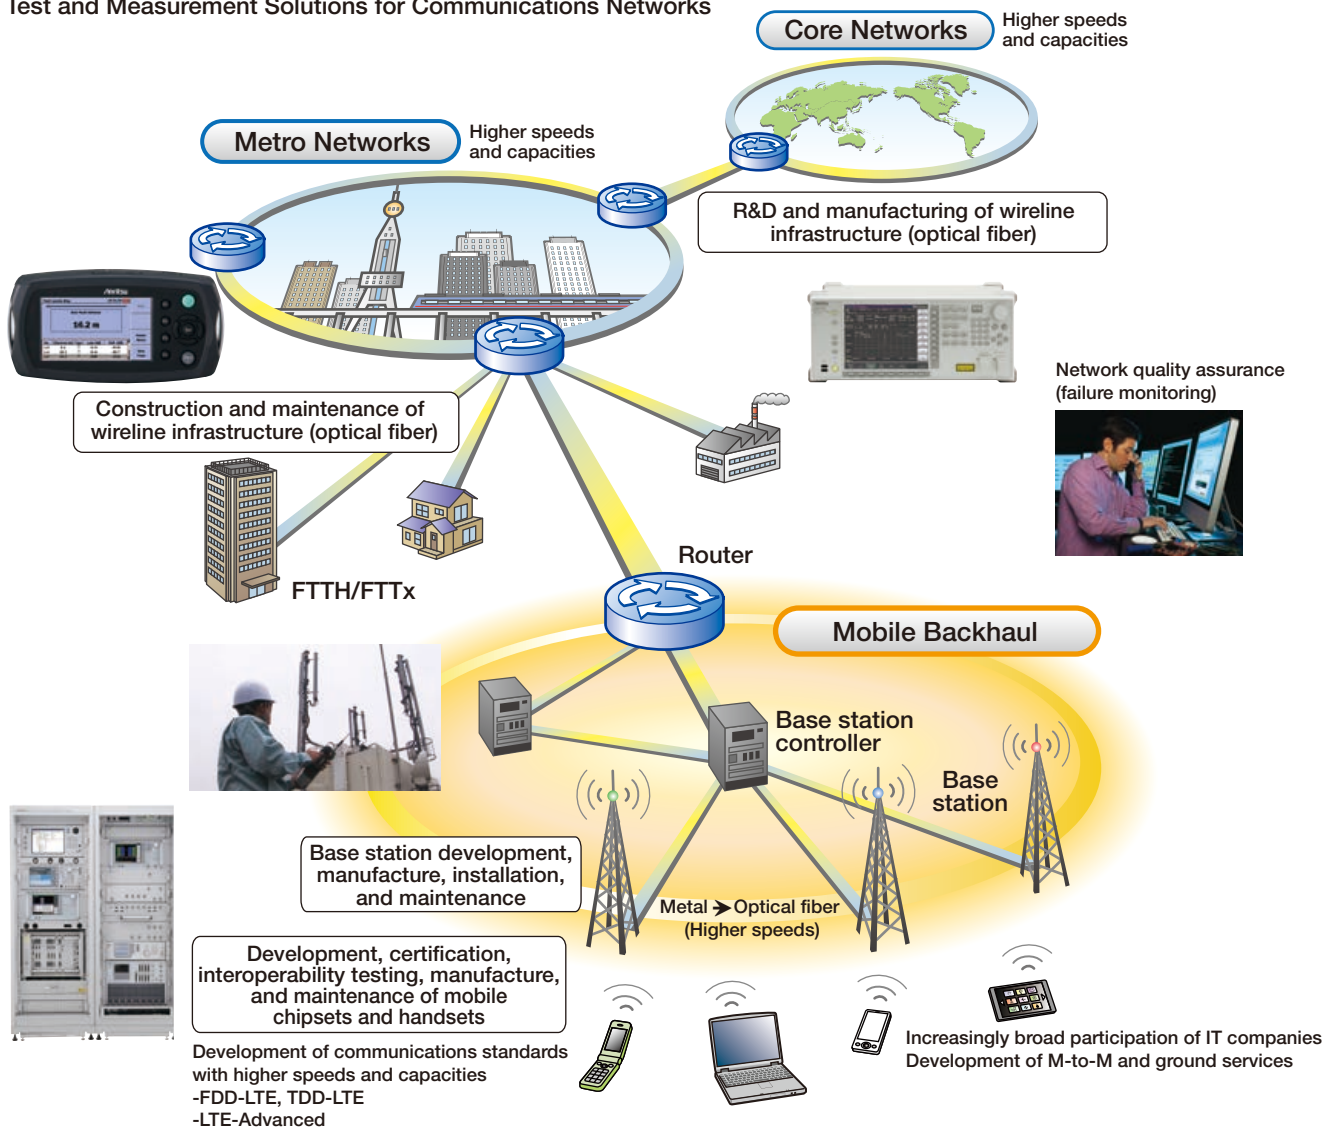 Test and Measurement Solutions for Communications Networks
Core Networks
Higher speeds
and capacities
Metro Networks
Higher speeds
and capacities
R&D and manufacturing of wireline
infrastructure (optical fiber)
Anritsu
16.2 m
Network quality assurance
(failure monitoring)
Construction and maintenance of
wireline infrastructure (optical fiber)
FTTH/FTTx
Router
Mobile Backhaul
Base station
controller
Base
station
Base station development,
manufacture, installation,
and maintenance
Metal ➔ Optical fiber
(Higher speeds)
Development, certification,
interoperability testing, manufacture,
and maintenance of mobile
chipsets and handsets
Development of communications standards
with higher speeds and capacities
-FDD-LTE, TDD-LTE
-LTE-Advanced
Increasingly broad participation of IT companies
Development of M-to-M and ground services